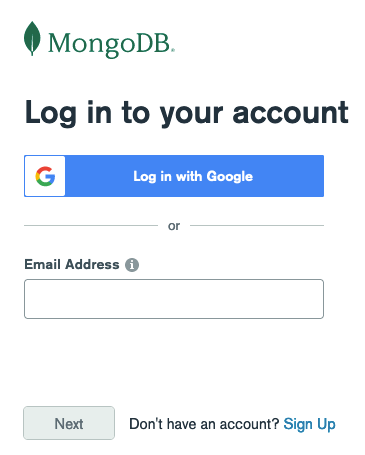 MongoDB.
Log in to your account
Log in with Google
or
Email Address
Next
Don't have an account? Sign Up